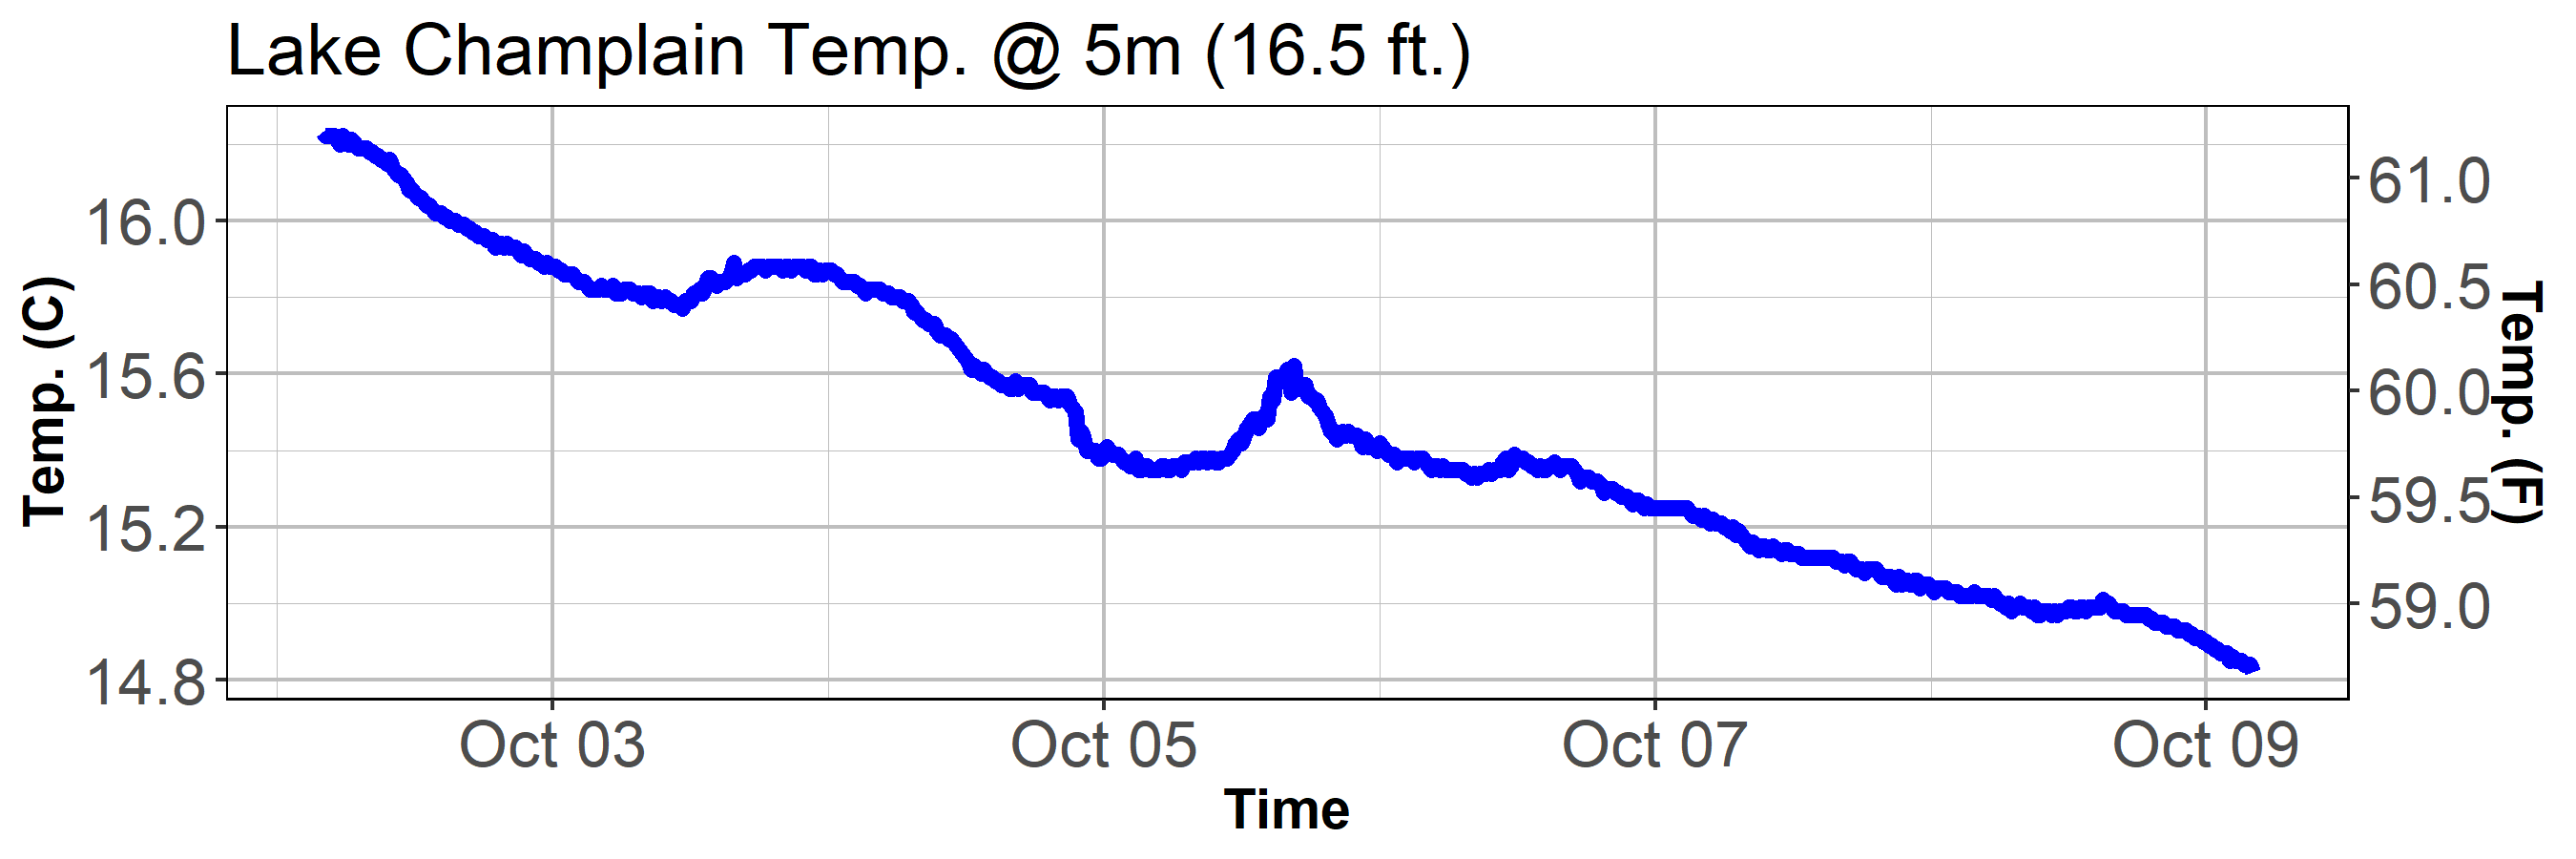 Lake Champlain Temp. @ 5m (16.5 ft.)
Temp. (C)
16.0
15.6
15.2
14.8
61.0
60.5
60.0
59.5
59.0
Temp. (F)
Oct 03
Oct 05
Oct 07
Oct 09
Time